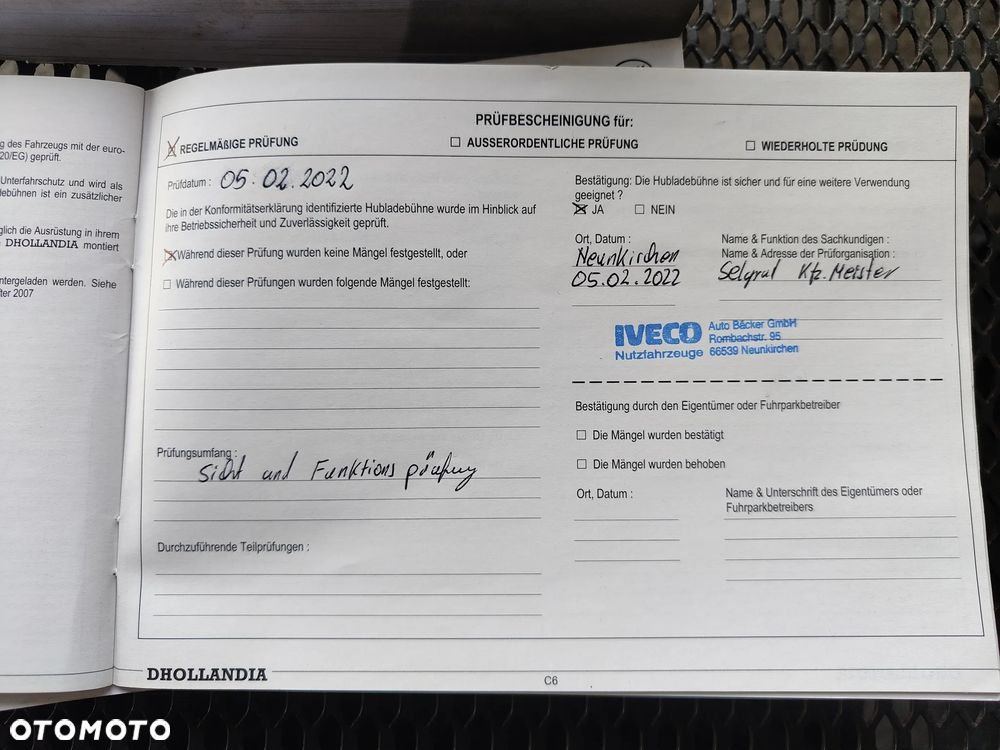 g des Fahrzeugs mit der euro-
20/EG) geprüft.
Unterfahrschutz und wird als
debühnen ist ein zusätzlicher
glich die Ausrüstung in ihrem
DHOLLANDIA montiert
ntergeladen werden. Siehe
fter 2007
PRÜFBESCHEINIGUNG für:
REGELMÄßIGE PRÜFUNG
AUSSERORDENTLICHE PRÜFUNG
WIEDERHOLTE PRÜDUNG
Prüfdatum : 05.02.2022
Die in der Konformitätserklärung identifizierte Hubladebühne wurde im Hinblick auf
ihre Betriebssicherheit und Zuverlässigkeit geprüft.
Während dieser Prüfung wurden keine Mängel festgestellt, oder
Während dieser Prüfungen wurden folgende Mängel festgestellt:
Prüfungsumfang :
Sicht und Funktions prüfung
Durchzuführende Teilprüfungen :
Bestätigung: Die Hubladebühne ist sicher und für eine weitere Verwendung
geeignet ?
JA NEIN
Ort, Datum :
Neunkirchen
05.02.2022
Name & Funktion des Sachkundigen :
Name & Adresse der Prüforganisation :
Kfz. Meister
IVECO
Nutzfahrzeuge
Auto Bäcker GmbH
Rombachstr. 95
66539 Neunkirchen
Bestätigung durch den Eigentümer oder Fuhrparkbetreiber
Die Mängel wurden bestätigt
Die Mängel wurden behoben
Ort, Datum :
Name & Unterschrift des Eigentümers oder
Fuhrparkbetreibers
DHOLLANDIA
C6
OTOMOTO